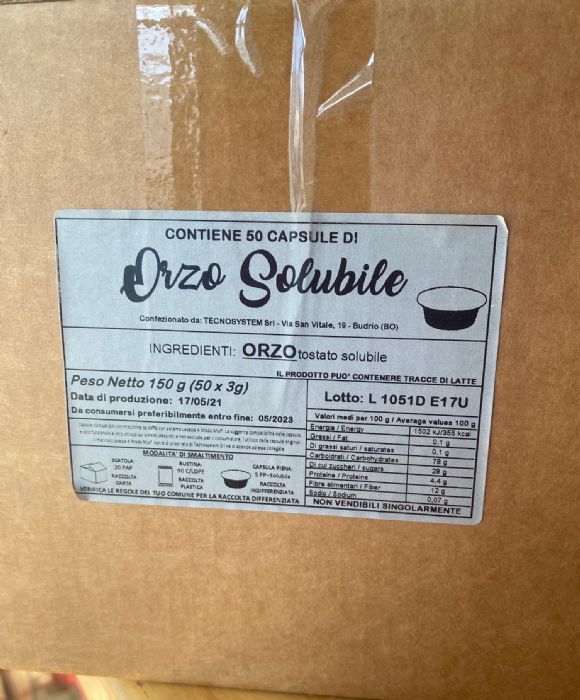 CONTIENE 50 CAPSULE DI
Orzo Solubile
Confezionato da: TECNOSYSTEM Srl - Via San Vitale, 19 - Budrio (BO)
INGREDIENTI: ORZO tostato solubile
IL PRODOTTO PUO' CONTENERE TRACCE DI LATTE
Peso Netto 150 g (50 x 3g)
Data di produzione: 17/05/21
Da consumarsi preferibilmente entro fine: 05/2023
MODALITA' DI SMALTIMENTO
SCATOLA:
20 PAP
RACCOLTA
CARTA
BUSTINA:
90 C/LDPE
RACCOLTA
PLASTICA
CAPSULA PIENA:
5 PP-Solubile
RACCOLTA
INDIFFERENZIATA
VERIFICA LE REGOLE DEL TUO COMUNE PER LA RACCOLTA DIFFERENZIATA
Lotto: L 1051D E17U
Valori medi per 100 g / Average values 100 g
Energia / Energy 1502 kJ/355 kcal
Grassi / Fat 0,1 g
Di grassi saturi / saturates 0,1 g
Carboidrati / Carbohydrates 78 g
Di cui zuccheri / sugars 29 g
Proteine / Proteins 4,4 g
Fibre alimentari / Fiber 12 g
Sodio / Sodium 0,07 g
NON VENDIBILI SINGOLARMENTE